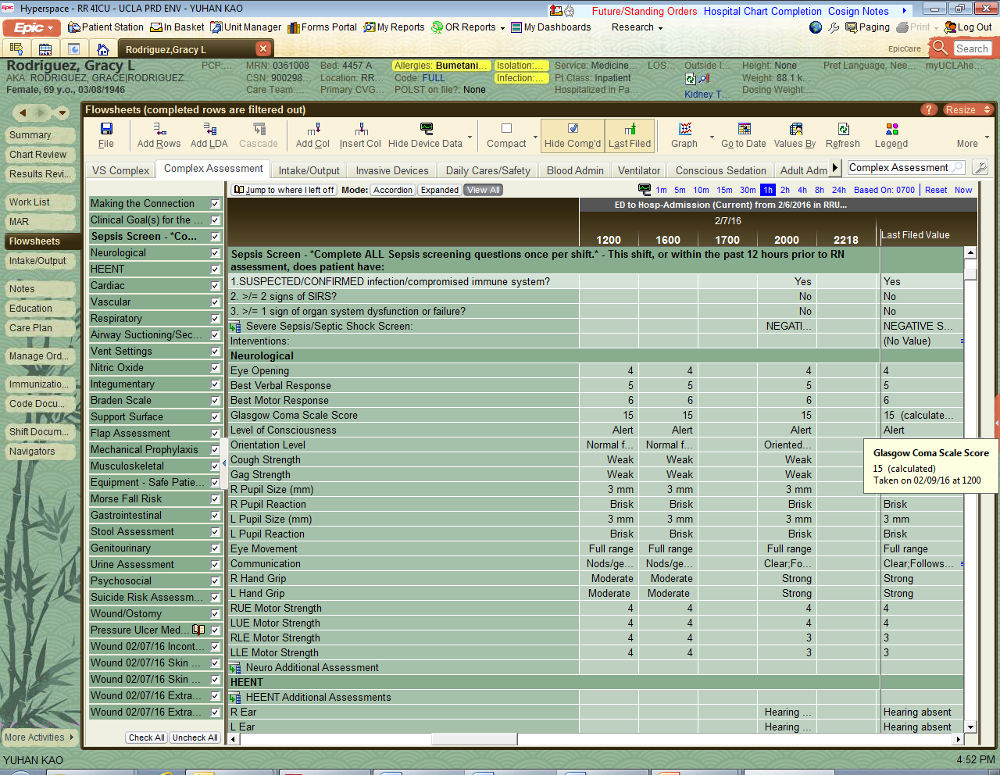 Hyperspace - RR 4ICU - UCLA PRD ENV - YUHAN KAO
Future/Standing Orders Hospital Chart Completion Cosign Notes
Epic Patient Station In Basket Unit Manager Forms Portal My Reports OR Reports My Dashboards Research Paging Print Log Out
Rodriguez,Gracy L EpicCare Search
Rodriguez, Gracy L PCP:... MRN: 0361008 Bed: 4457 A Allergies: Bumetani... Isolation:... Service: Medicine... LOS... Outside I... Height: None Pref Language, Nee... myUCLAhe...
AKA: RODRIGUEZ, GRACE|RODRIGUEZ... CSN: 900298... Location: RR... Code: FULL Infection:... Pt Class: Inpatient Weight: 88.1 k...
Female, 69 y.o., 03/08/1946 Care Team:... Primary CVG... POLST on file?: None Hospitalized in Pa... Kidney T... Dosing Weight:...
Flowsheets (completed rows are filtered out) ? Resize
File Add Rows Add LDA Cascade Add Col Insert Col Hide Device Data Compact Hide Comp'd Last Filed Graph Go to Date Values By Refresh Legend More
VS Complex Complex Assessment Intake/Output Invasive Devices Daily Cares/Safety Blood Admin Ventilator Conscious Sedation Adult Adm Complex Assessment
Jump to where I left off Mode: Accordion Expanded View All 1m 5m 10m 15m 30m 1h 2h 4h 8h 24h Based On: 0700 Reset Now
Summary
Chart Review
Results Revi...
Work List
MAR
Flowsheets
Intake/Output
Notes
Education
Care Plan
Manage Ord...
Immunizatio...
Code Docu...
Shift Docum...
Navigators
More Activities
Making the Connection
Clinical Goal(s) for the ...
Sepsis Screen - *Co...
Neurological
HEENT
Cardiac
Vascular
Respiratory
Airway Suctioning/Sec...
Vent Settings
Nitric Oxide
Integumentary
Braden Scale
Support Surface
Flap Assessment
Mechanical Prophylaxis
Musculoskeletal
Equipment - Safe Patie...
Morse Fall Risk
Gastrointestinal
Stool Assessment
Genitourinary
Urine Assessment
Psychosocial
Suicide Risk Assessm...
Wound/Ostomy
Pressure Ulcer Med...
Wound 02/07/16 Incont...
Wound 02/07/16 Skin ...
Wound 02/07/16 Skin ...
Wound 02/07/16 Extra...
Wound 02/07/16 Extra...
Check All Uncheck All
ED to Hosp-Admission (Current) from 2/6/2016 in RRU...
2/7/16
1200 1600 1700 2000 2218 Last Filed Value
Sepsis Screen - *Complete ALL Sepsis screening questions once per shift.* - This shift, or within the past 12 hours prior to RN
assessment, does patient have:
1.SUSPECTED/CONFIRMED infection/compromised immune system? Yes Yes
2. >/= 2 signs of SIRS? No No
3. >/= 1 sign of organ system dysfunction or failure? No No
Severe Sepsis/Septic Shock Screen: NEGATI... NEGATIVE S...
Interventions: (No Value)
Neurological
Eye Opening 4 4 4 4
Best Verbal Response 5 5 5 5
Best Motor Response 6 6 6 6
Glasgow Coma Scale Score 15 15 15 15 (calculate...
Level of Consciousness Alert Alert Alert Alert
Orientation Level Normal f... Normal f... Oriented...
Cough Strength Weak Weak Weak
Gag Strength Weak Weak Weak
R Pupil Size (mm) 3 mm 3 mm 3 mm
R Pupil Reaction Brisk Brisk Brisk Brisk
L Pupil Size (mm) 3 mm 3 mm 3 mm 3 mm
L Pupil Reaction Brisk Brisk Brisk Brisk
Eye Movement Full range Full range Full range Full range
Communication Nods/ge... Nods/ge... Clear;Fo... Clear;Follows...
R Hand Grip Moderate Moderate Strong Strong
L Hand Grip Moderate Moderate Strong Strong
RUE Motor Strength 4 4 4 4
LUE Motor Strength 4 4 4 4
RLE Motor Strength 4 4 3 3
LLE Motor Strength 4 4 3 3
Neuro Additional Assessment
HEENT
HEENT Additional Assessments
R Ear Hearing ... Hearing absent
L Ear Hearing ... Hearing absent
Glasgow Coma Scale Score
15 (calculated)
Taken on 02/09/16 at 1200
YUHAN KAO 4:52 PM